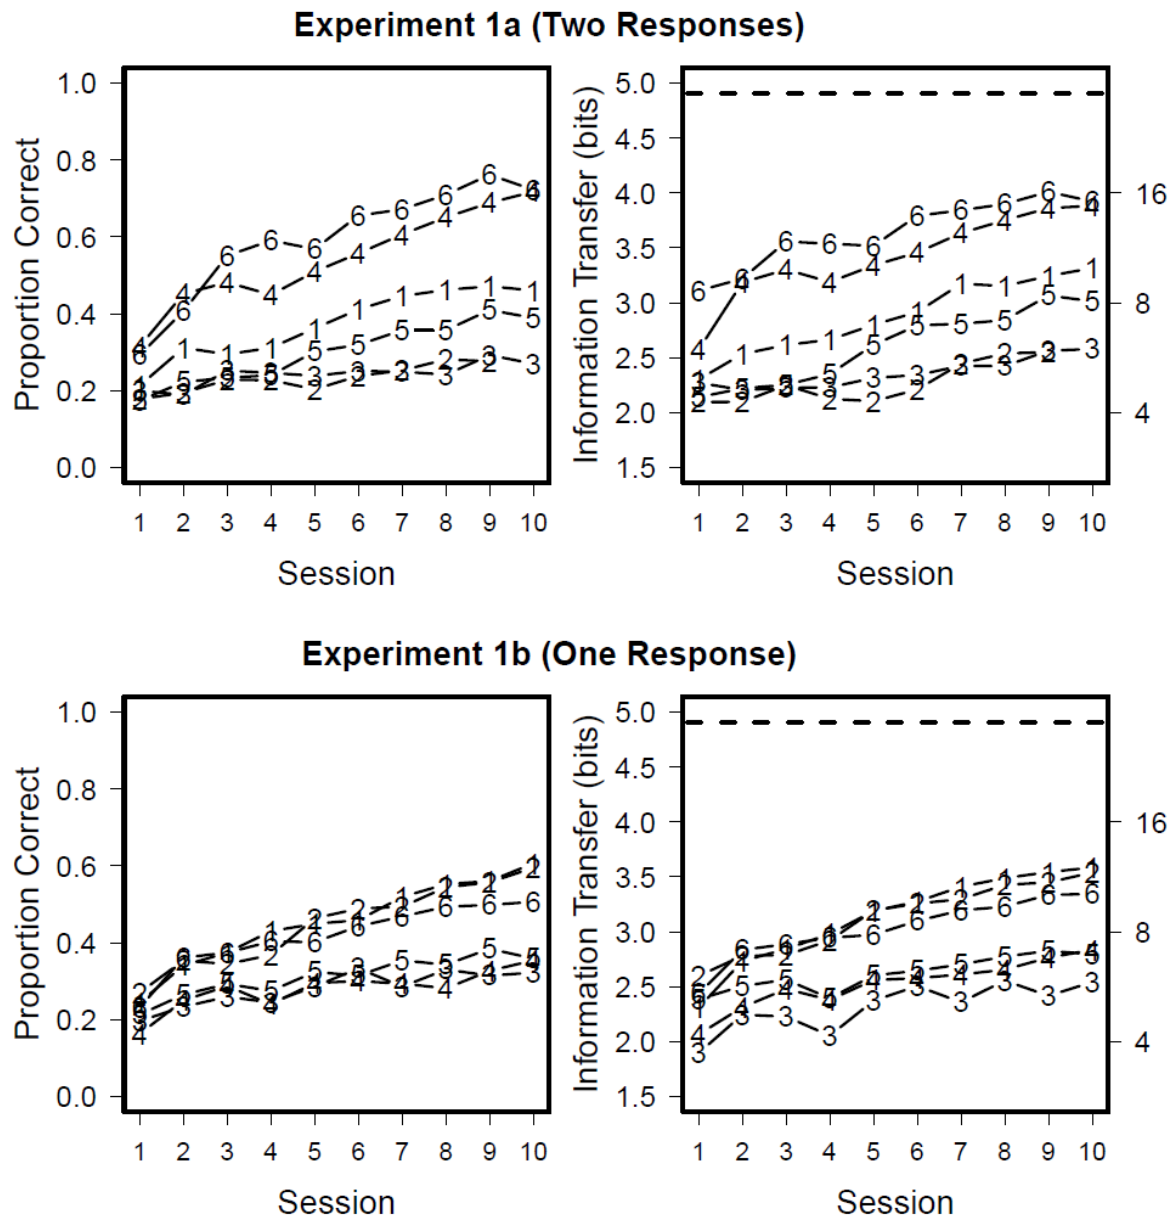 Experiment 1a (Two Responses)
Proportion Correct
1.0
0.8
0.6
0.4
0.2
0.0
1 2 3 4 5 6 7 8 9 10
Session
Information Transfer (bits)
5.0
4.5
4.0
3.5
3.0
2.5
2.0
1.5
16
8
4
1 2 3 4 5 6 7 8 9 10
Session
Experiment 1b (One Response)
Proportion Correct
1.0
0.8
0.6
0.4
0.2
0.0
1 2 3 4 5 6 7 8 9 10
Session
Information Transfer (bits)
5.0
4.5
4.0
3.5
3.0
2.5
2.0
1.5
16
8
4
1 2 3 4 5 6 7 8 9 10
Session